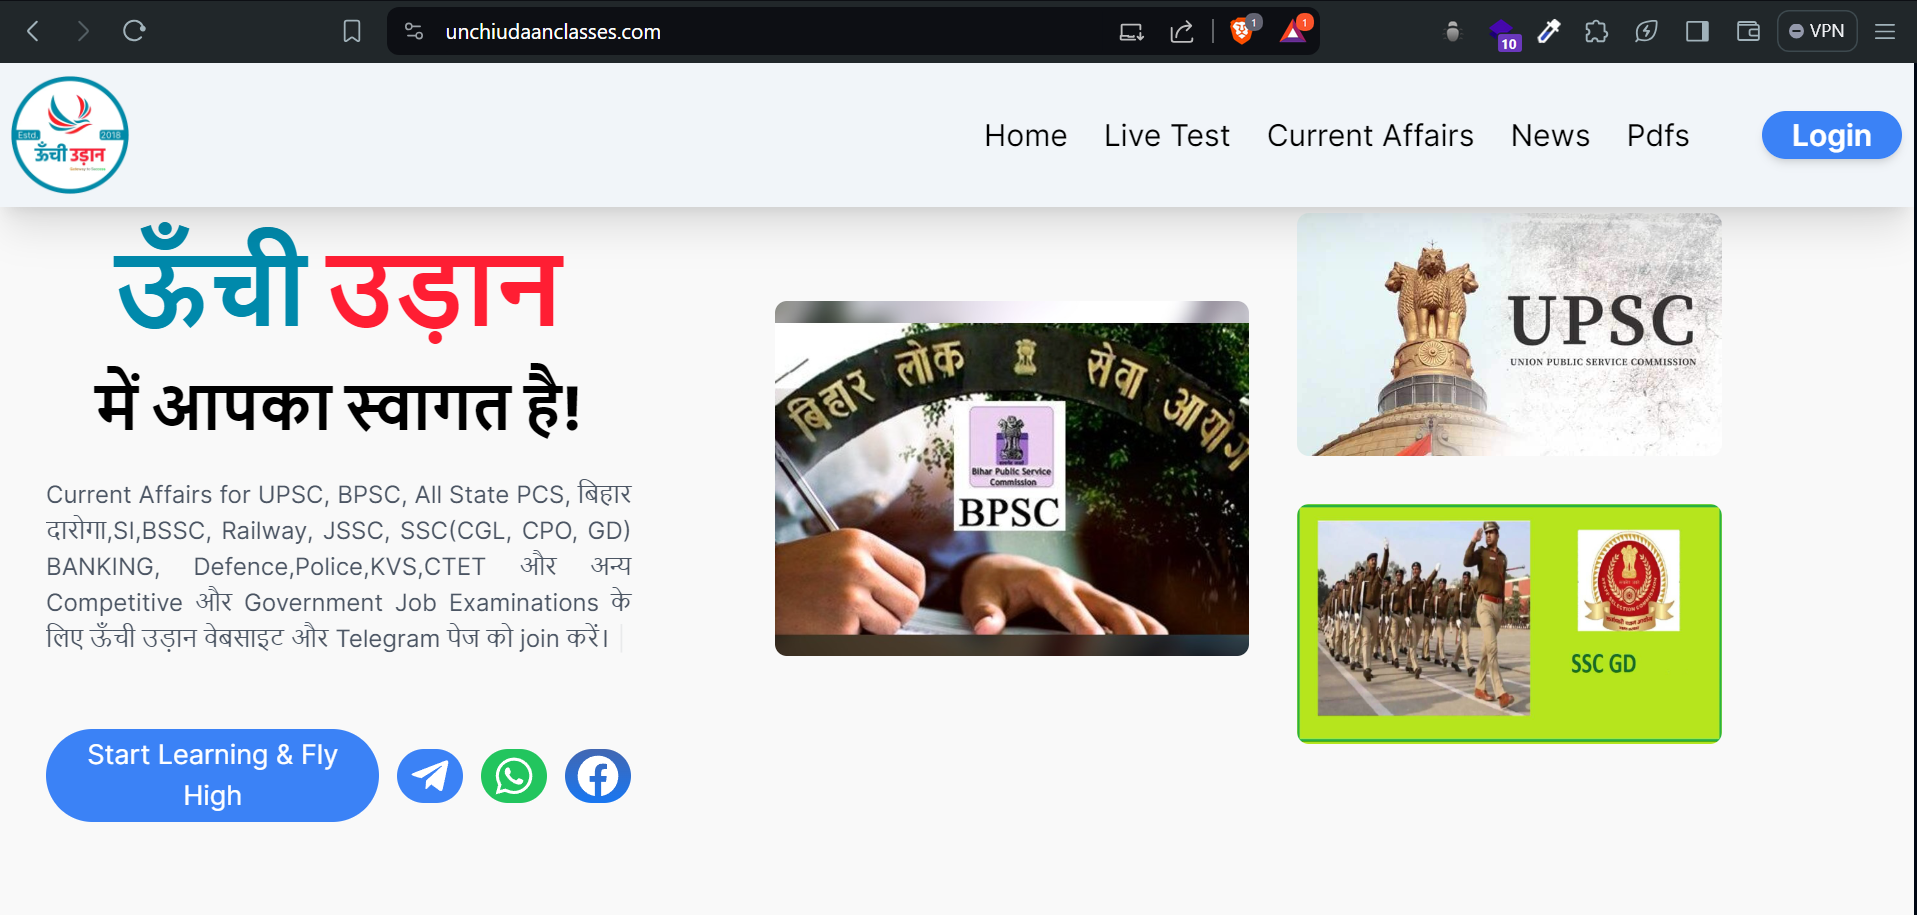 unchiudaanclasses.com
1
1
10
VPN
Estd.
2018
ऊँची उड़ान
Home
Live Test
Current Affairs
News
Pdfs
Login
ऊँची उड़ान
में आपका स्वागत है!
Current Affairs for UPSC, BPSC, All State PCS, बिहार
दारोगा,SI,BSSC, Railway, JSSC, SSC(CGL, CPO, GD)
BANKING, Defence,Police,KVS,CTET और अन्य
Competitive और Government Job Examinations के
लिए ऊँची उड़ान वेबसाइट और Telegram पेज को join करें।
Start Learning & Fly
High
बिहार लोक सेवा आयोग
Bihar Public Service
Commission
BPSC
UPSC
UNION PUBLIC SERVICE COMMISSION
SSC GD